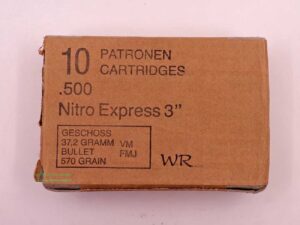 10 PATRONEN
CARTRIDGES
.500
Nitro Express 3"
GESCHOSS
37,2 GRAMM VM
BULLET FMJ
570 GRAIN
WR